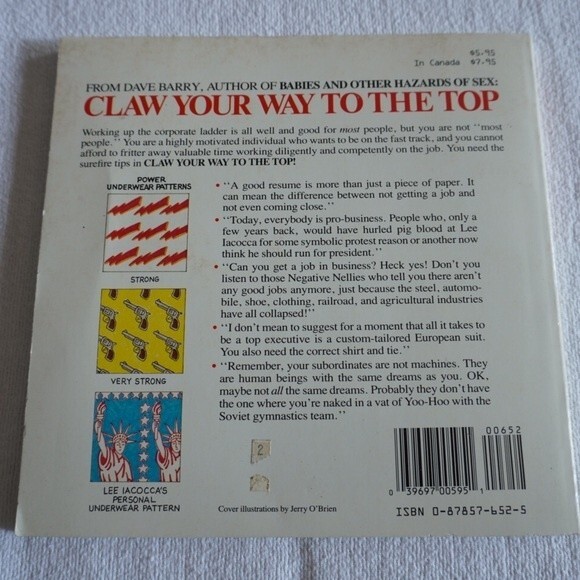 $5.95
In Canada $7.95
FROM DAVE BARRY, AUTHOR OF BABIES AND OTHER HAZARDS OF SEX:
CLAW YOUR WAY TO THE TOP
Working up the corporate ladder is all well and good for most people, but you are not "most
people." You are a highly motivated individual who wants to be on the fast track, and you cannot
afford to fritter away valuable time working diligently and competently on the job. You need the
surefire tips in CLAW YOUR WAY TO THE TOP!
POWER
UNDERWEAR PATTERNS
STRONG
VERY STRONG
LEE IACOCCA'S
PERSONAL
UNDERWEAR PATTERN
• "A good resume is more than just a piece of paper. It
can mean the difference between not getting a job and
not even coming close."
• "Today, everybody is pro-business. People who, only a
few years back, would have hurled pig blood at Lee
Iacocca for some symbolic protest reason or another now
think he should run for president."
• "Can you get a job in business? Heck yes! Don't you
listen to those Negative Nellies who tell you there aren't
any good jobs anymore, just because the steel, automo-
bile, shoe, clothing, railroad, and agricultural industries
have all collapsed!"
• "I don't mean to suggest for a moment that all it takes to
be a top executive is a custom-tailored European suit.
You also need the correct shirt and tie."
• "Remember, your subordinates are not machines. They
are human beings with the same dreams as you. OK,
maybe not all the same dreams. Probably they don't have
the one where you're naked in a vat of Yoo-Hoo with the
Soviet gymnastics team."
2
Cover illustrations by Jerry O'Brien
00652
0 39697 00595 1
ISBN 0-87857-652-5